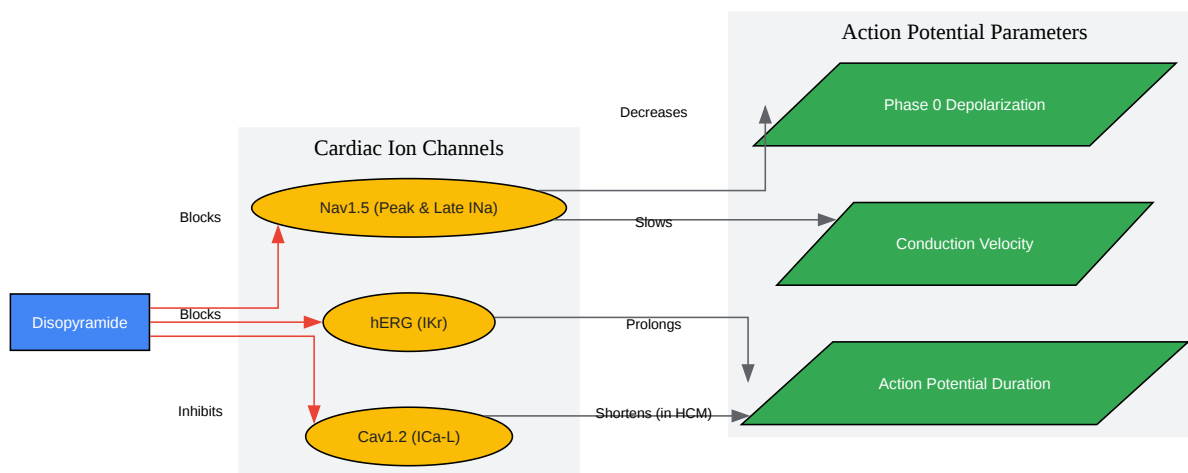 Action Potential Parameters
Phase 0 Depolarization
Decreases
Cardiac Ion Channels
Nav1.5 (Peak & Late INa)
Blocks
Slows
Conduction Velocity
Disopyramide
Blocks
hERG (IKr)
Prolongs
Action Potential Duration
Inhibits
Shortens (in HCM)
Cav1.2 (ICa-L)